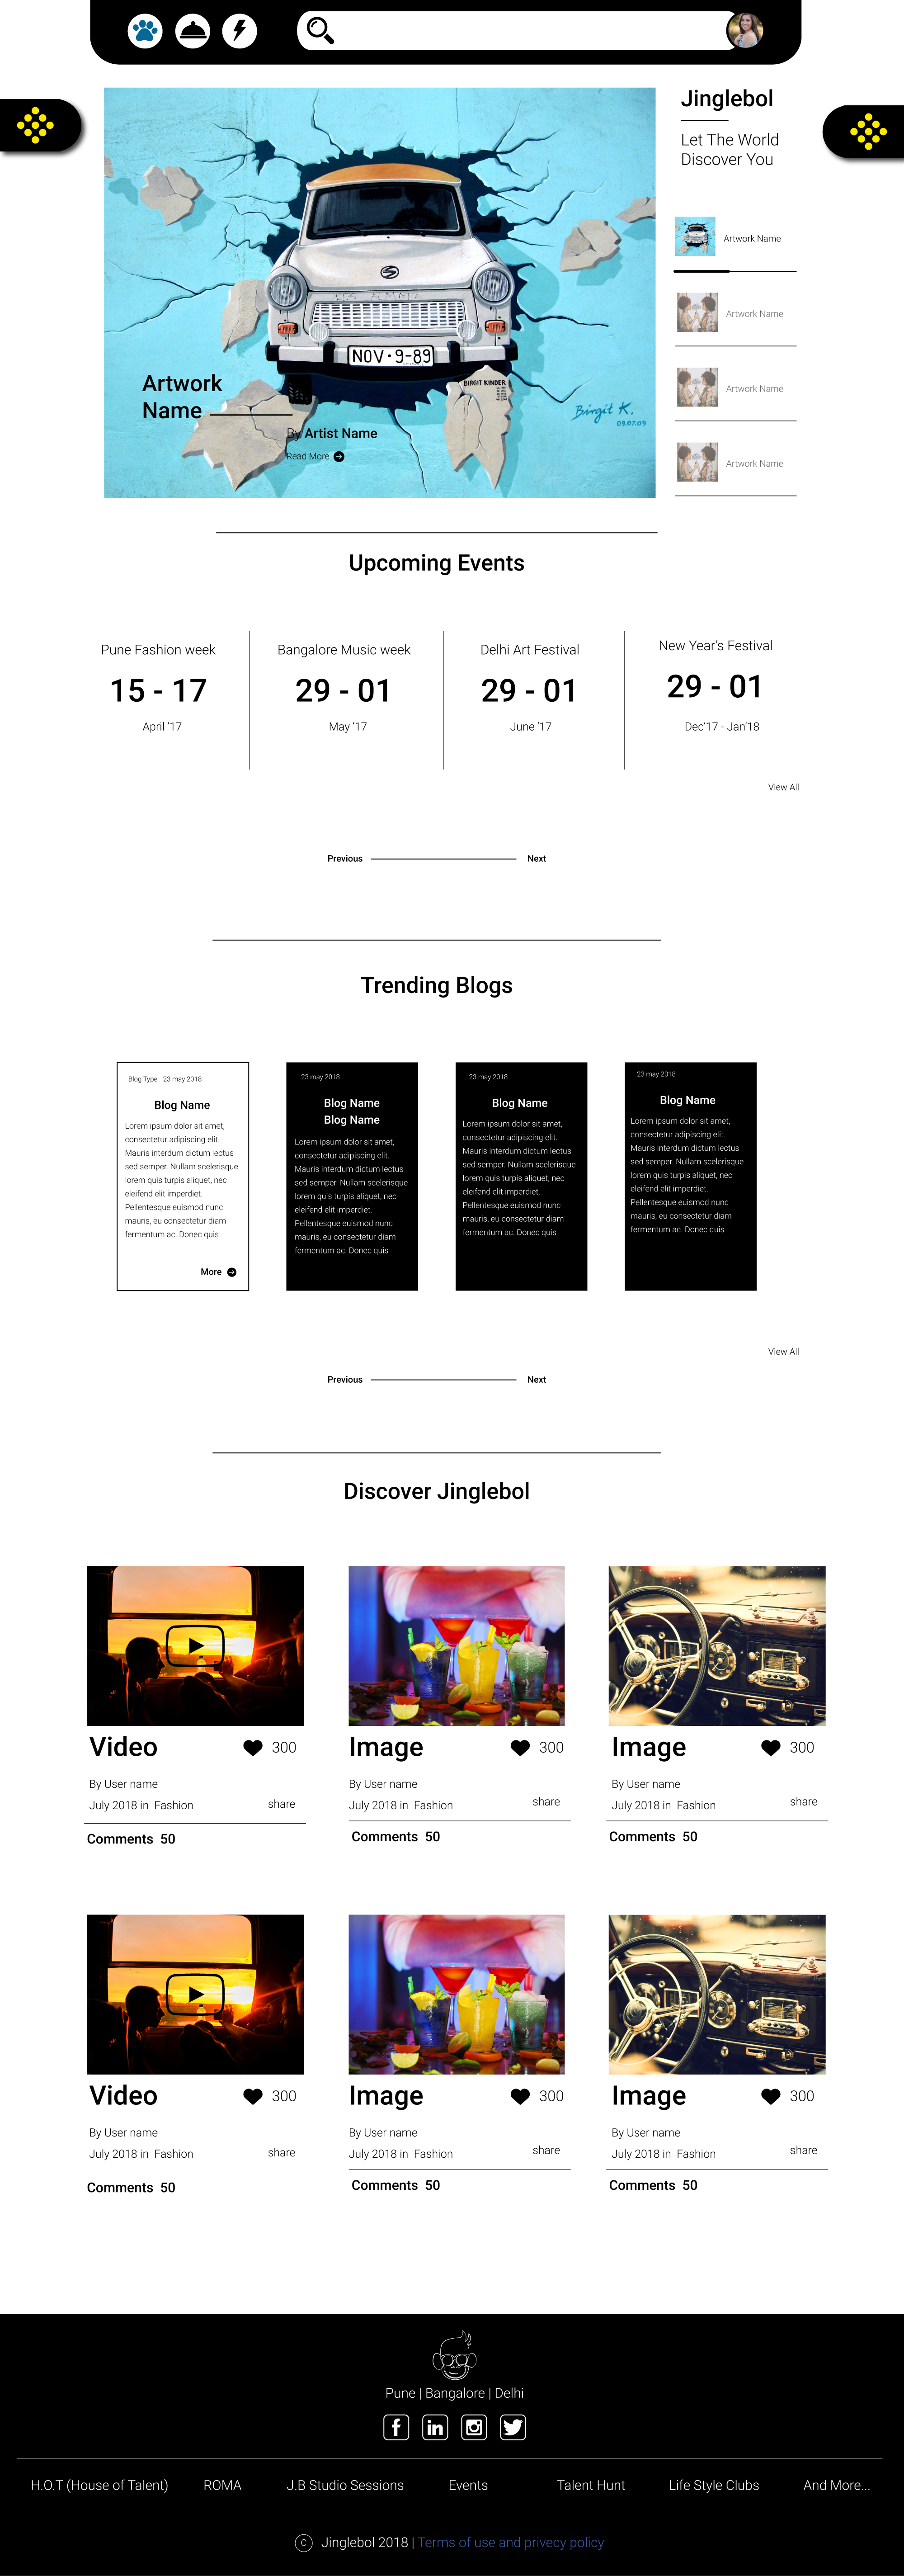 Jinglebol
Let The World
Discover You
NOV·9-89
BIRGIT KINDER
Birgit K.
09.07.09
Artwork
Name
By Artist Name
Read More
Artwork Name
Artwork Name
Artwork Name
Artwork Name
Upcoming Events
Pune Fashion week
15 - 17
April '17
Bangalore Music week
29 - 01
May '17
Delhi Art Festival
29 - 01
June '17
New Year's Festival
29 - 01
Dec'17 - Jan'18
View All
Previous
Next
Trending Blogs
Blog Type 23 may 2018
Blog Name
Lorem ipsum dolor sit amet,
consectetur adipiscing elit.
Mauris interdum dictum lectus
sed semper. Nullam scelerisque
lorem quis turpis aliquet, nec
eleifend elit imperdiet.
Pellentesque euismod nunc
mauris, eu consectetur diam
fermentum ac. Donec quis
More
23 may 2018
Blog Name
Blog Name
Lorem ipsum dolor sit amet,
consectetur adipiscing elit.
Mauris interdum dictum lectus
sed semper. Nullam scelerisque
lorem quis turpis aliquet, nec
eleifend elit imperdiet.
Pellentesque euismod nunc
mauris, eu consectetur diam
fermentum ac. Donec quis
23 may 2018
Blog Name
Lorem ipsum dolor sit amet,
consectetur adipiscing elit.
Mauris interdum dictum lectus
sed semper. Nullam scelerisque
lorem quis turpis aliquet, nec
eleifend elit imperdiet.
Pellentesque euismod nunc
mauris, eu consectetur diam
fermentum ac. Donec quis
23 may 2018
Blog Name
Lorem ipsum dolor sit amet,
consectetur adipiscing elit.
Mauris interdum dictum lectus
sed semper. Nullam scelerisque
lorem quis turpis aliquet, nec
eleifend elit imperdiet.
Pellentesque euismod nunc
mauris, eu consectetur diam
fermentum ac. Donec quis
View All
Previous
Next
Discover Jinglebol
Video 300
By User name
July 2018 in Fashion share
Comments 50
Image 300
By User name
July 2018 in Fashion share
Comments 50
Image 300
By User name
July 2018 in Fashion share
Comments 50
Video 300
By User name
July 2018 in Fashion share
Comments 50
Image 300
By User name
July 2018 in Fashion share
Comments 50
Image 300
By User name
July 2018 in Fashion share
Comments 50
Pune | Bangalore | Delhi
f in
H.O.T (House of Talent) ROMA J.B Studio Sessions Events Talent Hunt Life Style Clubs And More...
C Jinglebol 2018 | Terms of use and privecy policy